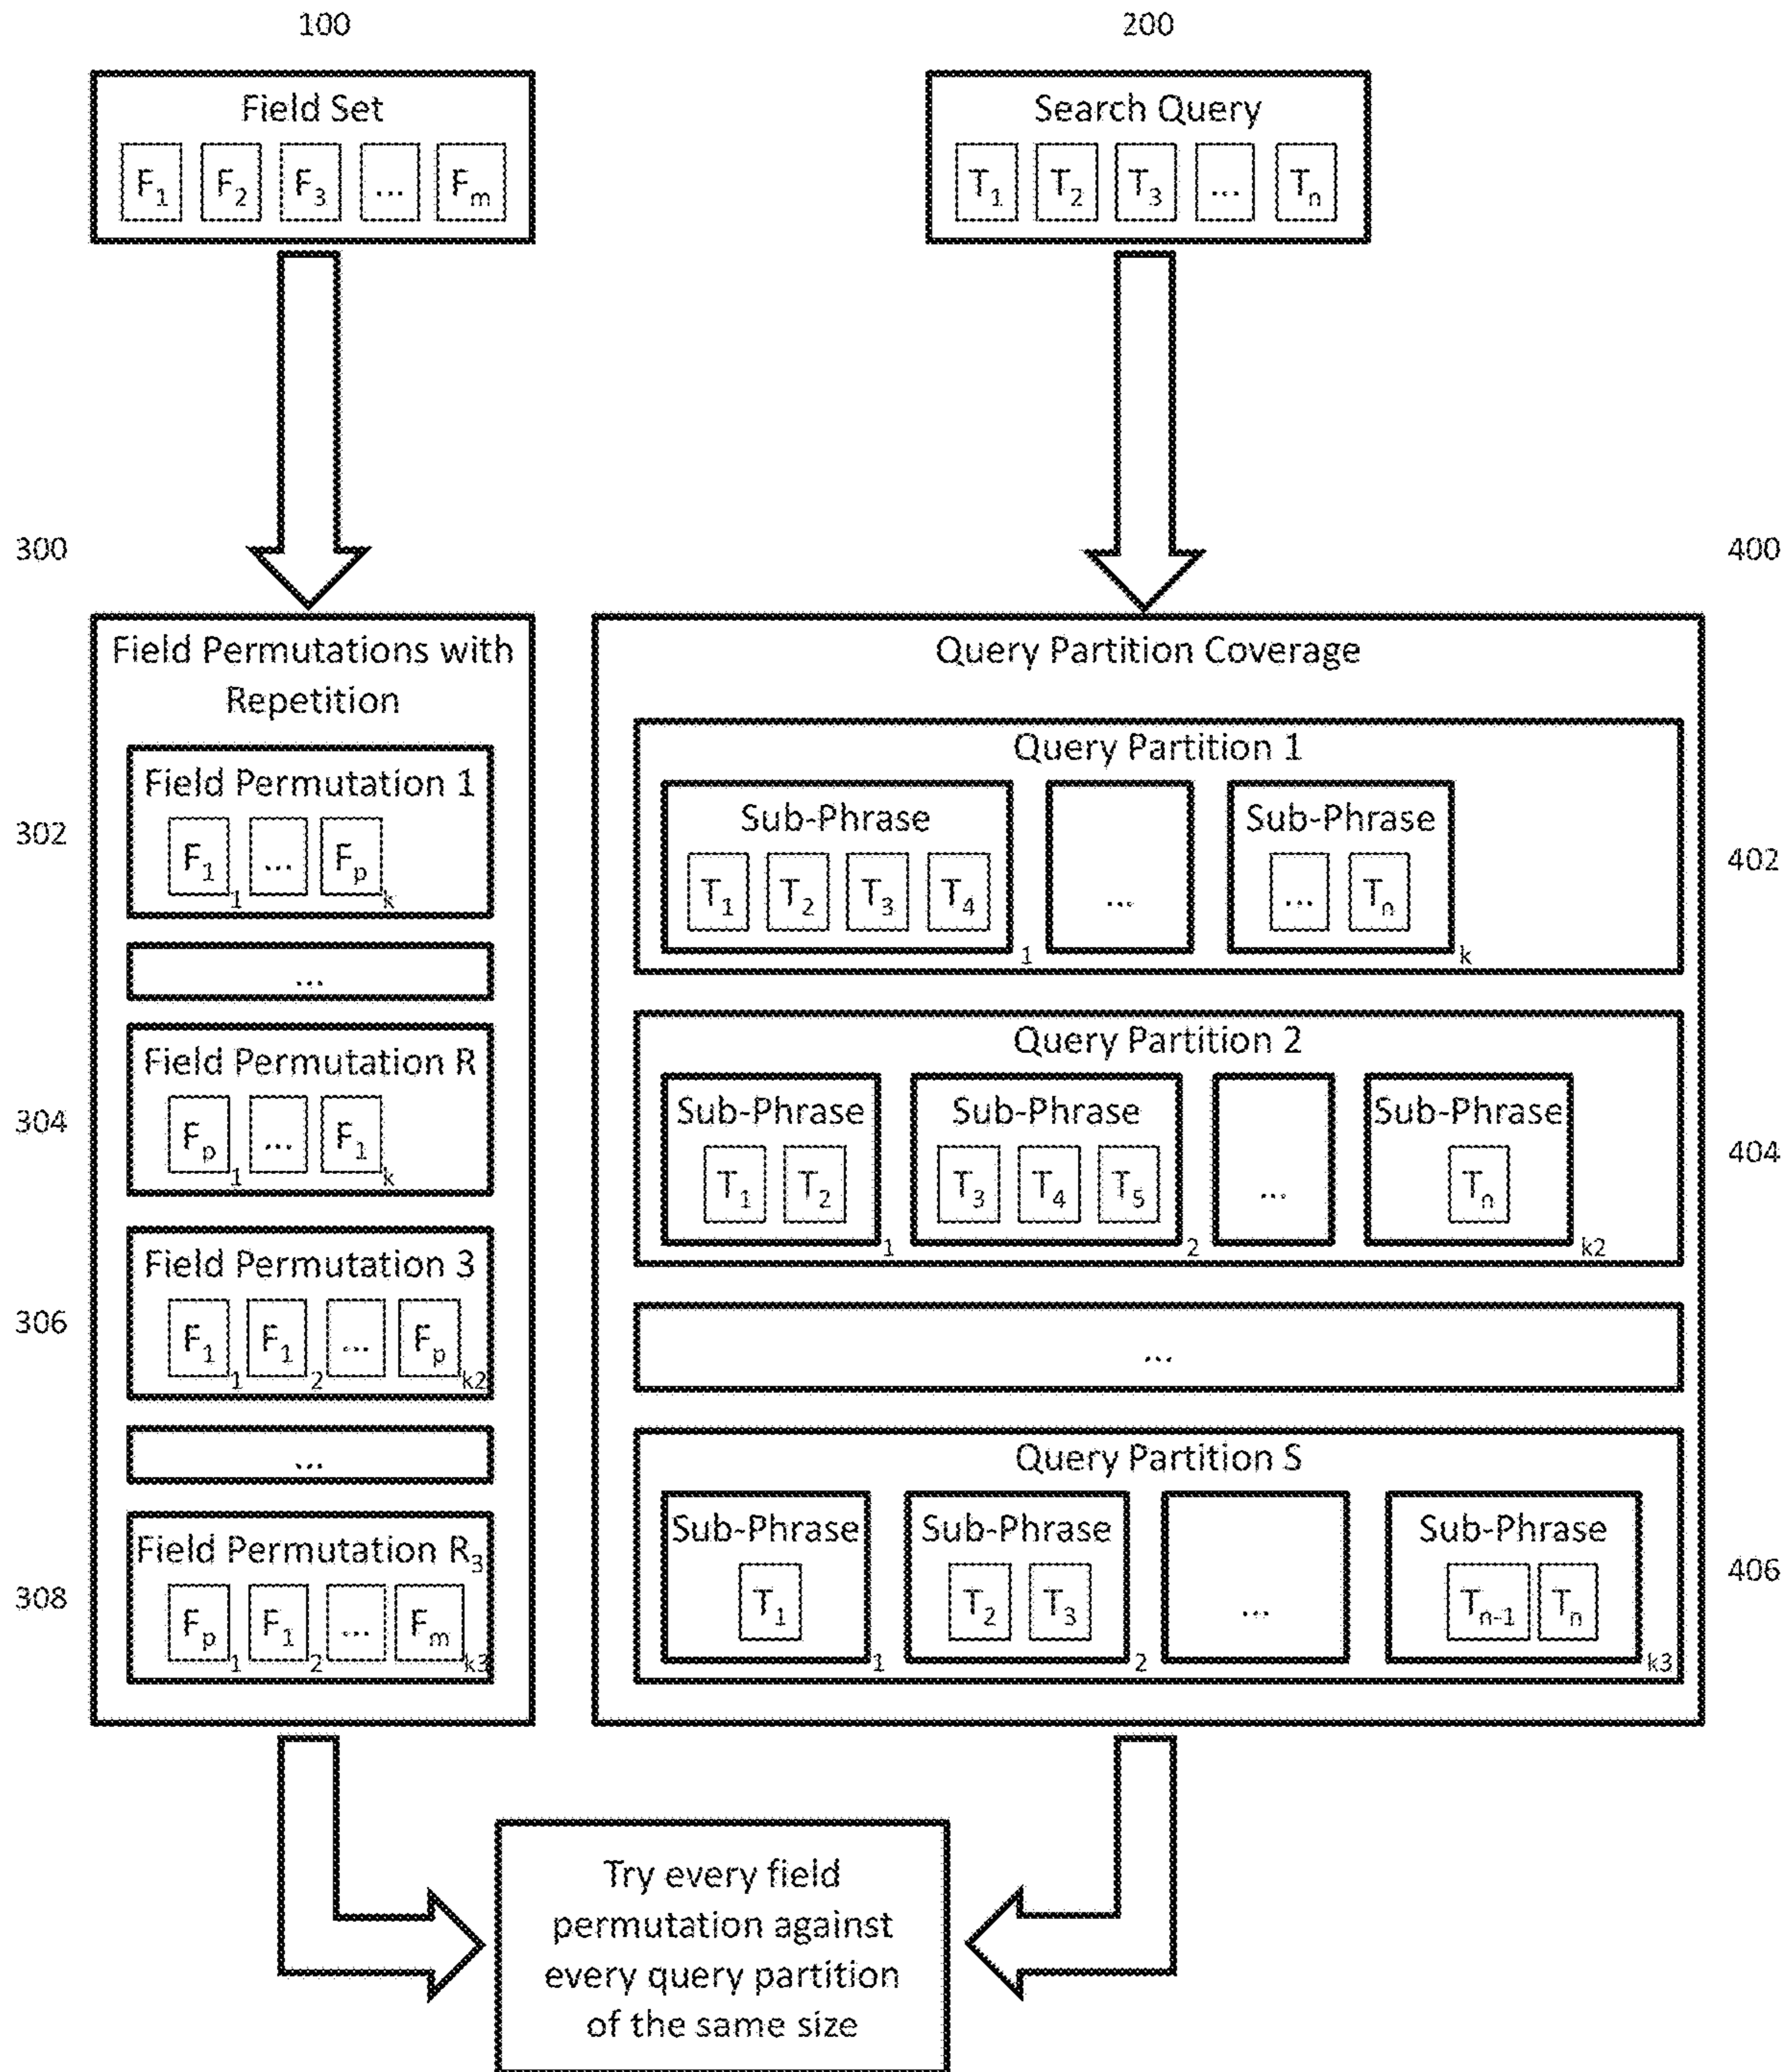 100
200
Field Set
F1 F2 F3 ... Fm
Search Query
T1 T2 T3 ... Tn
300
400
Field Permutations with
Repetition
Field Permutation 1
302
F1 1 ... Fp k
...
Field Permutation R
304
Fp 1 ... F1 k
Field Permutation 3
306
F1 1 F1 2 ... Fp k2
...
Field Permutation R3
308
Fp 1 F1 2 ... Fm k3
Query Partition Coverage
Query Partition 1
Sub-Phrase Sub-Phrase
T1 T2 T3 T4 1 ... ... Tn k
402
Query Partition 2
Sub-Phrase Sub-Phrase Sub-Phrase
T1 T2 1 T3 T4 T5 2 ... Tn k2
404
...
Query Partition S
Sub-Phrase Sub-Phrase Sub-Phrase
T1 1 T2 T3 2 ... Tn-1 Tn k3
406
Try every field
permutation against
every query partition
of the same size